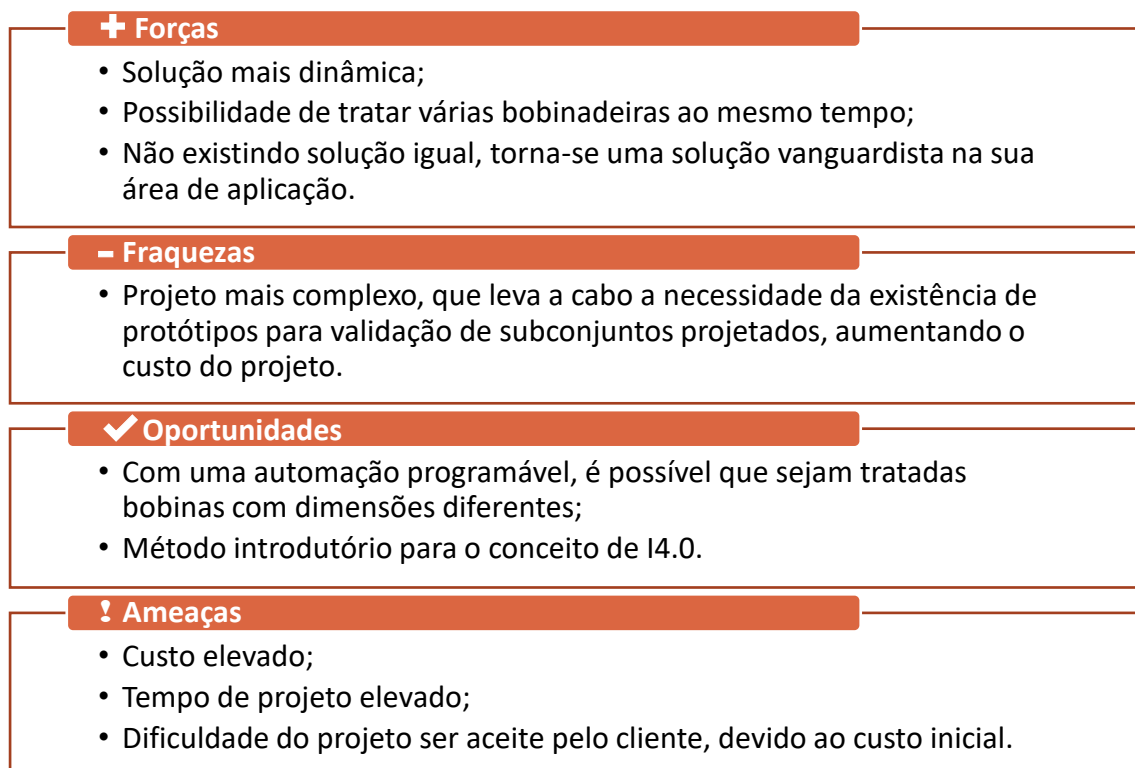 + Forças
• Solução mais dinâmica;
• Possibilidade de tratar várias bobinadeiras ao mesmo tempo;
• Não existindo solução igual, torna-se uma solução vanguardista na sua
área de aplicação.
- Fraquezas
• Projeto mais complexo, que leva a cabo a necessidade da existência de
protótipos para validação de subconjuntos projetados, aumentando o
custo do projeto.
✔ Oportunidades
• Com uma automação programável, é possível que sejam tratadas
bobinas com dimensões diferentes;
• Método introdutório para o conceito de I4.0.
! Ameaças
• Custo elevado;
• Tempo de projeto elevado;
• Dificuldade do projeto ser aceite pelo cliente, devido ao custo inicial.